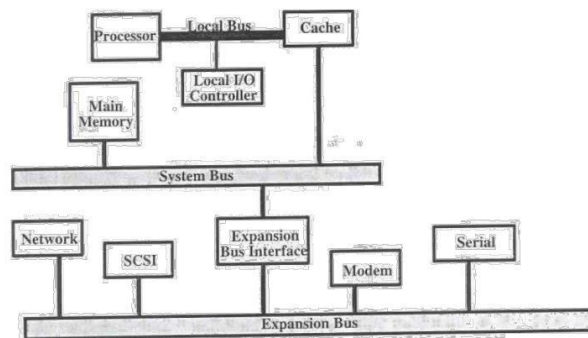 Local Bus
Processor
Cache
Local I/O
Controller
Main
Memory
System Bus
Network
SCSI
Expansion
Bus Interface
Modem
Serial
Expansion Bus